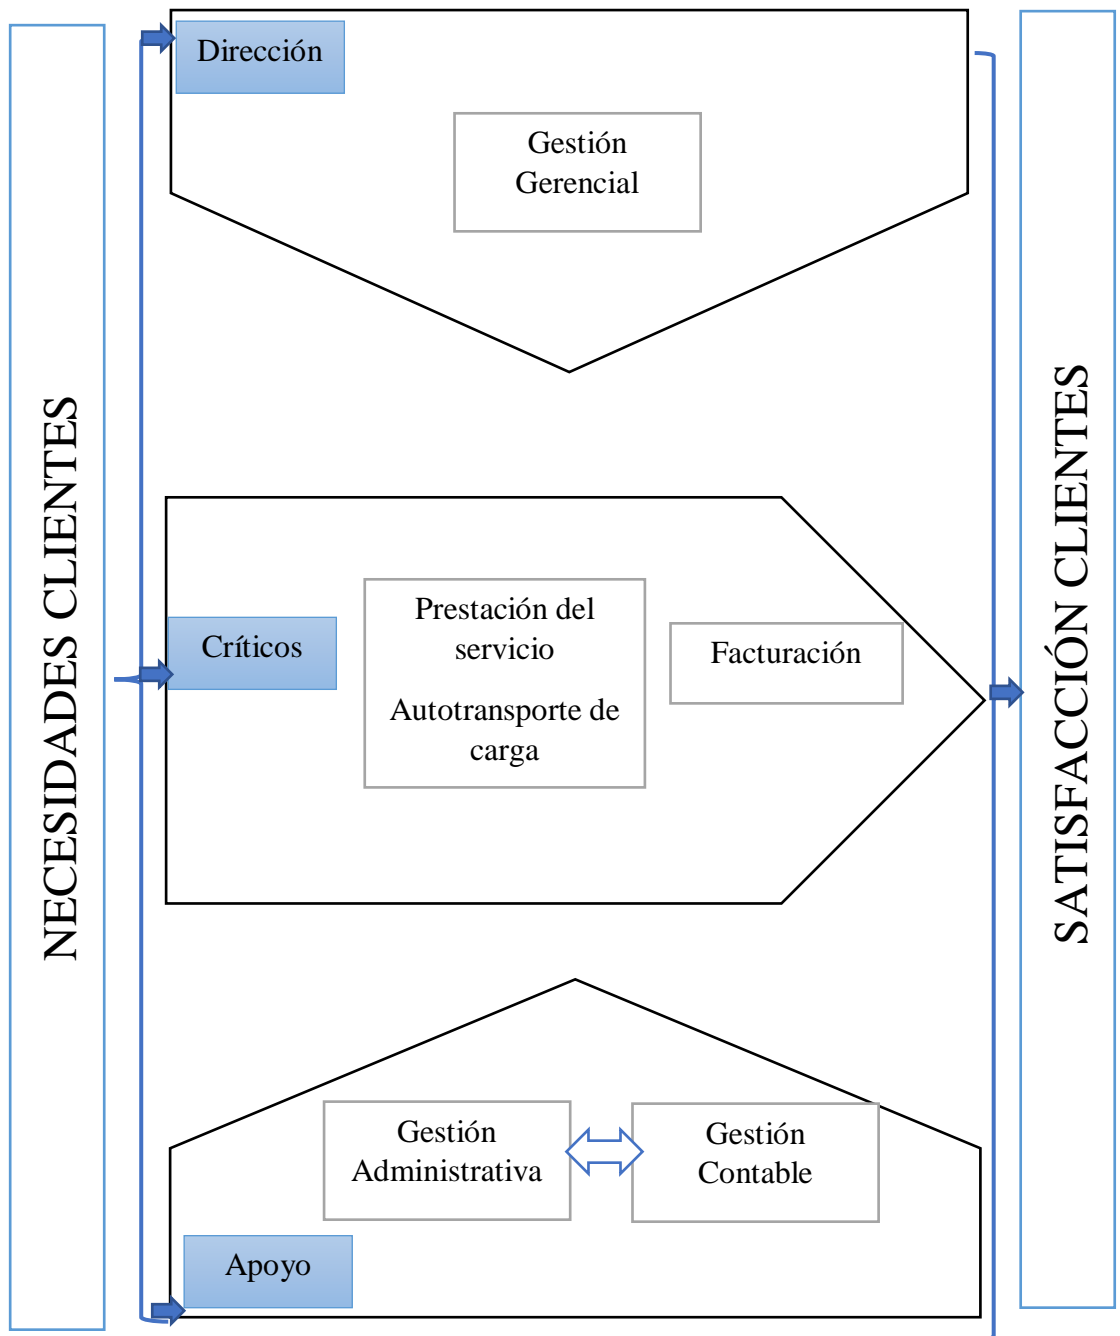 NECESIDADES CLIENTES
Dirección
Gestión
Gerencial
Críticos
Prestación del
servicio
Autotransporte de
carga
Facturación
Gestión
Administrativa
Gestión
Contable
Apoyo
SATISFACCIÓN CLIENTES